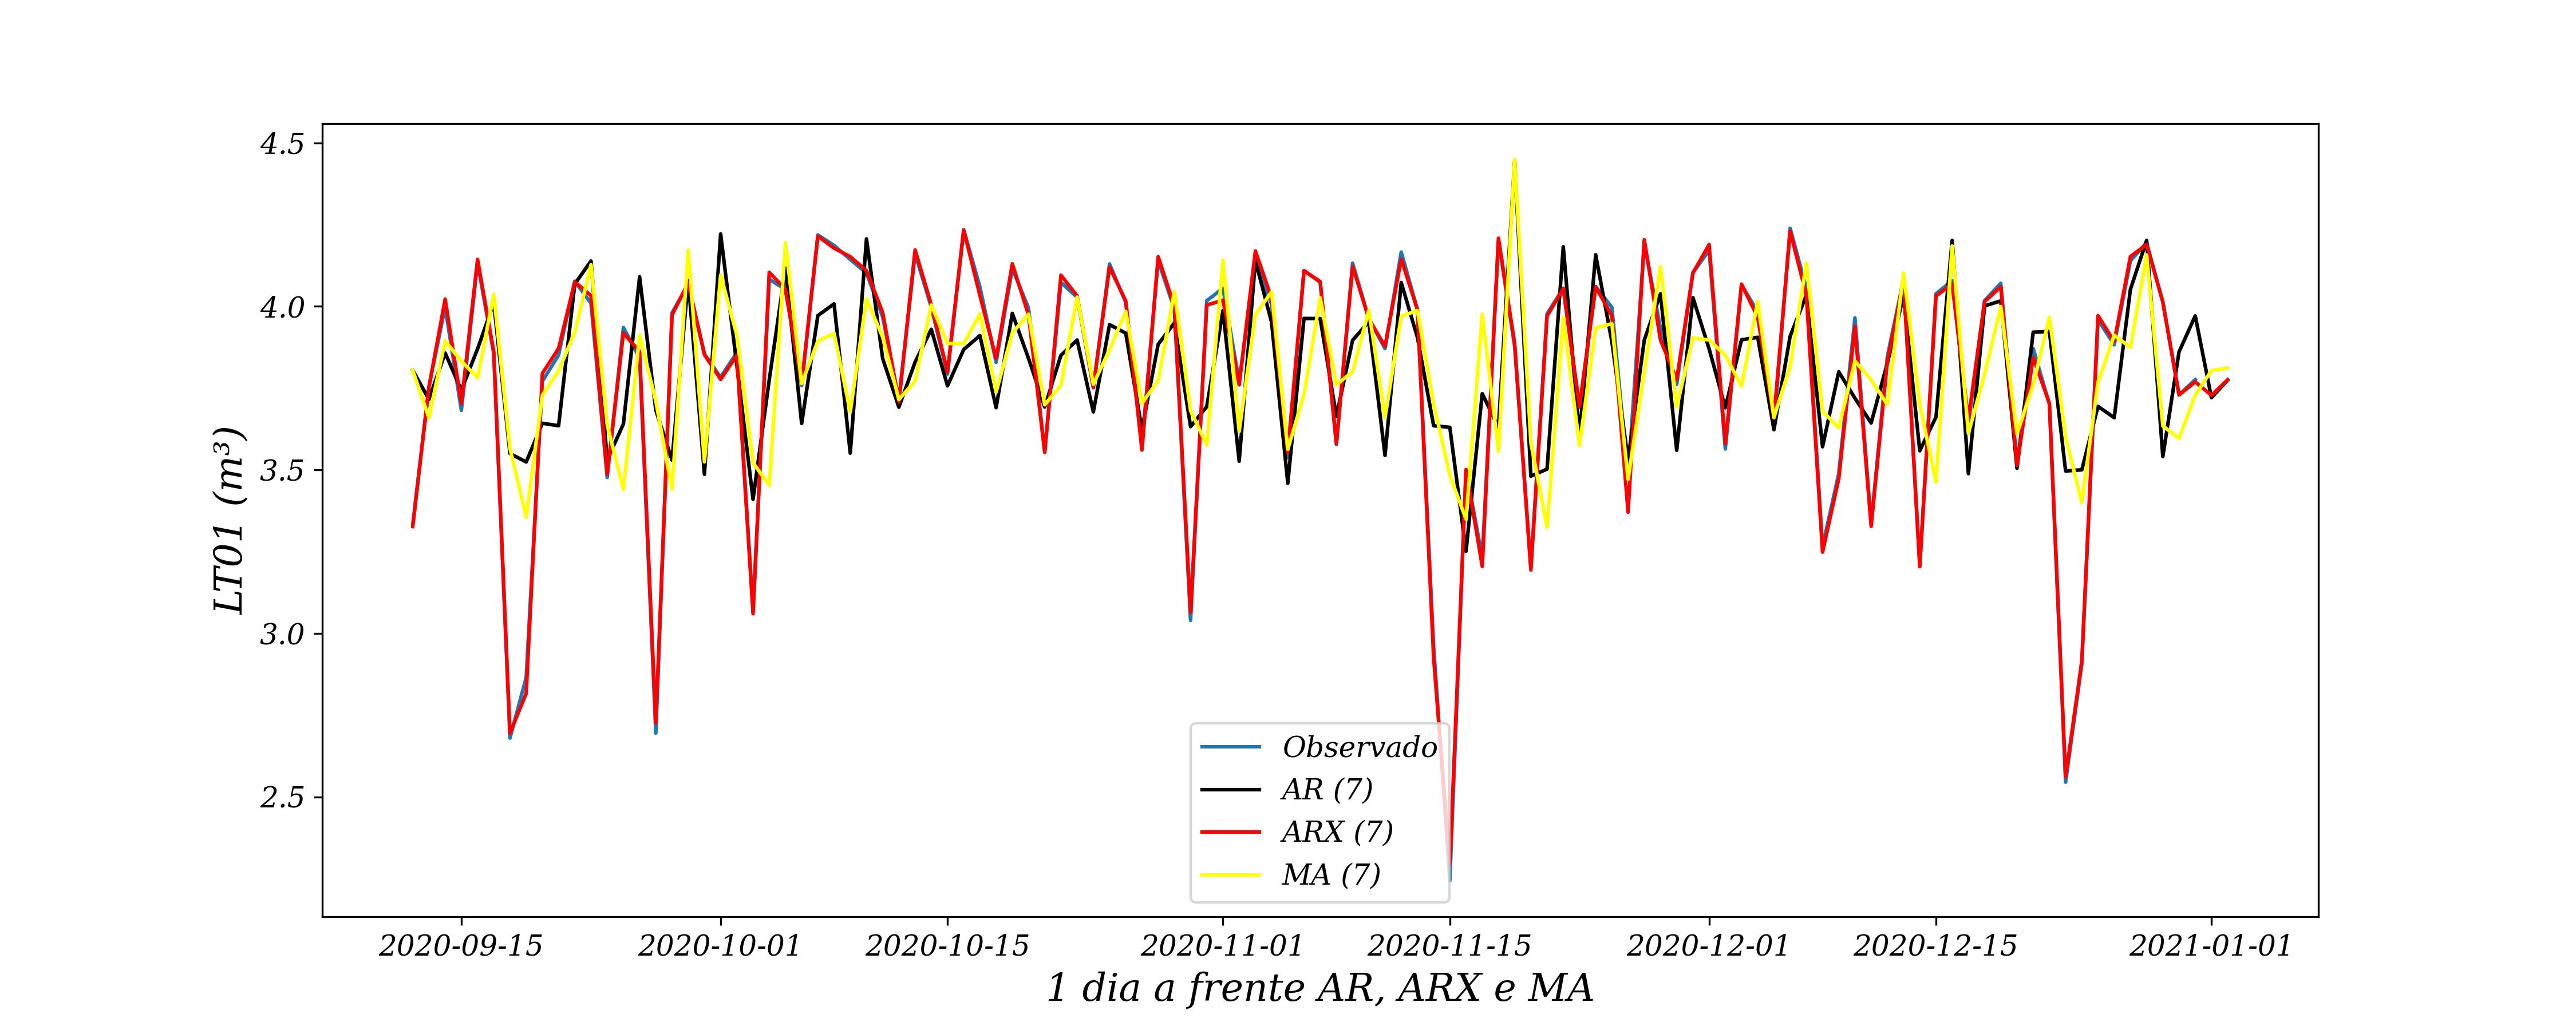 4.5
4.0
3.5
3.0
2.5
LT01 (m³)
Observado
AR (7)
ARX (7)
MA (7)
2020-09-15 2020-10-01 2020-10-15 2020-11-01 2020-11-15 2020-12-01 2020-12-15 2021-01-01
1 dia a frente AR, ARX e MA